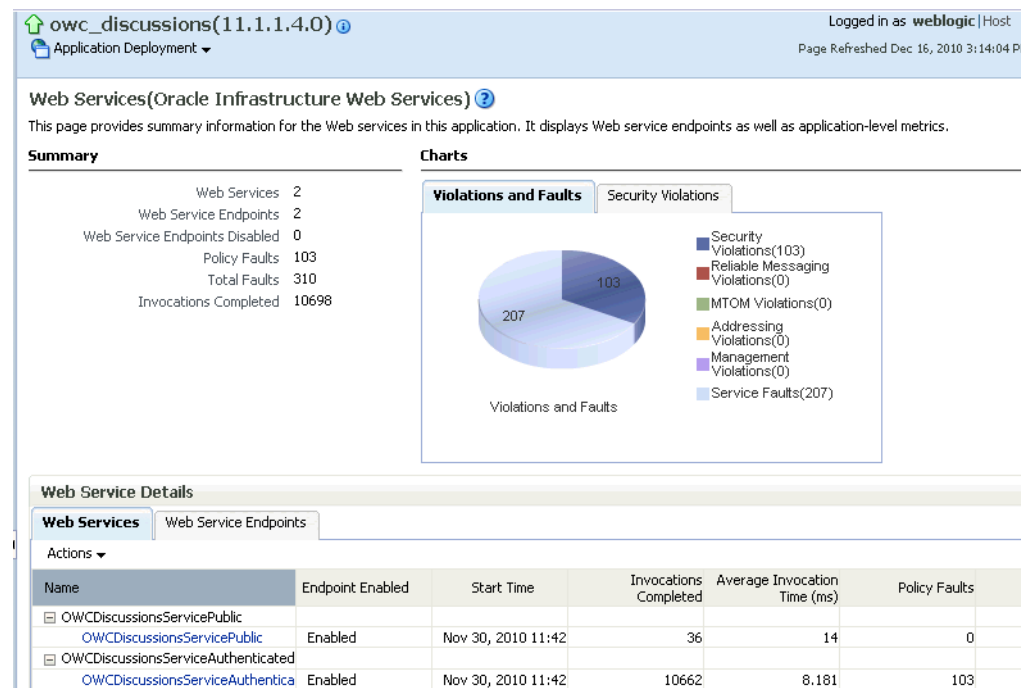 owc_discussions(11.1.1.4.0)
Logged in as weblogic|Host
Application Deployment
Page Refreshed Dec 16, 2010 3:14:04 P
Web Services(Oracle Infrastructure Web Services)
This page provides summary information for the Web services in this application. It displays Web service endpoints as well as application-level metrics.
Summary
Web Services 2
Web Service Endpoints 2
Web Service Endpoints Disabled 0
Policy Faults 103
Total Faults 310
Invocations Completed 10698
Charts
Violations and Faults Security Violations
103
207
Violations and Faults
Security
Violations(103)
Reliable Messaging
Violations(0)
MTOM Violations(0)
Addressing
Violations(0)
Management
Violations(0)
Service Faults(207)
Web Service Details
Web Services Web Service Endpoints
Actions
Name Endpoint Enabled Start Time Invocations Completed Average Invocation Time (ms) Policy Faults
OWCDiscussionsServicePublic
OWCDiscussionsServicePublic Enabled Nov 30, 2010 11:42 36 14 0
OWCDiscussionsServiceAuthenticated
OWCDiscussionsServiceAuthentica Enabled Nov 30, 2010 11:42 10662 8.181 103